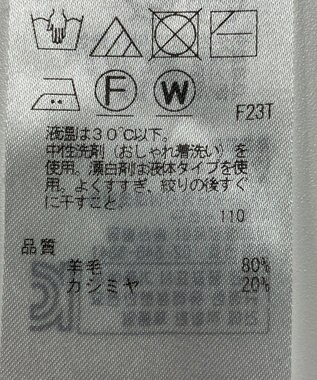 F
W
F23T
液温は30℃以下。
中性洗剤（おしゃれ着洗い）を
使用。漂白剤は液体タイプを使
用。よくすすぎ、絞りの後すぐ
に干すこと
110
品質
羊毛 80%
カシミヤ 20%